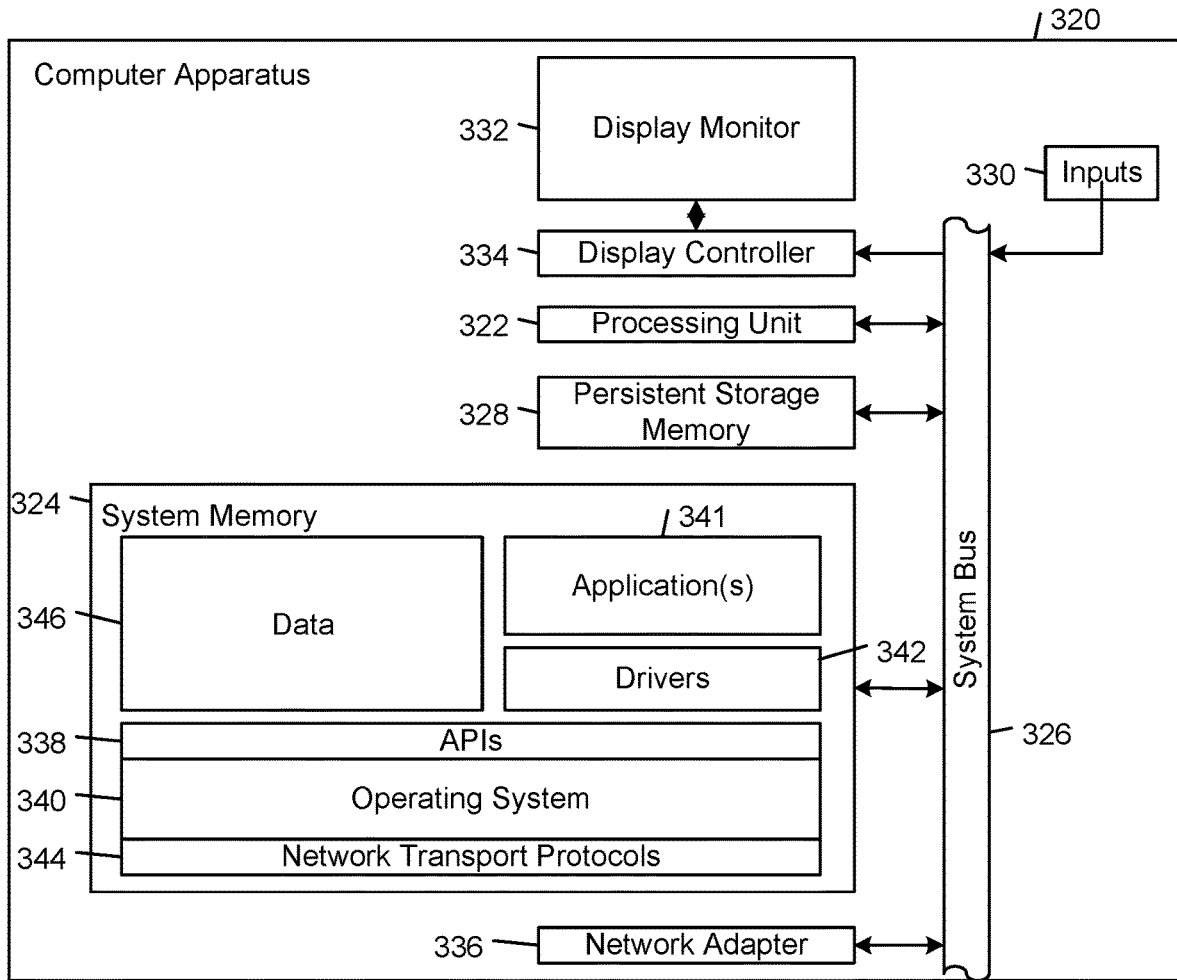 320
Computer Apparatus
332
Display Monitor
330
Inputs
334
Display Controller
322
Processing Unit
328
Persistent Storage
Memory
324
System Memory
341
346
Data
Application(s)
342
Drivers
System Bus
326
338
APIs
340
Operating System
344
Network Transport Protocols
336
Network Adapter